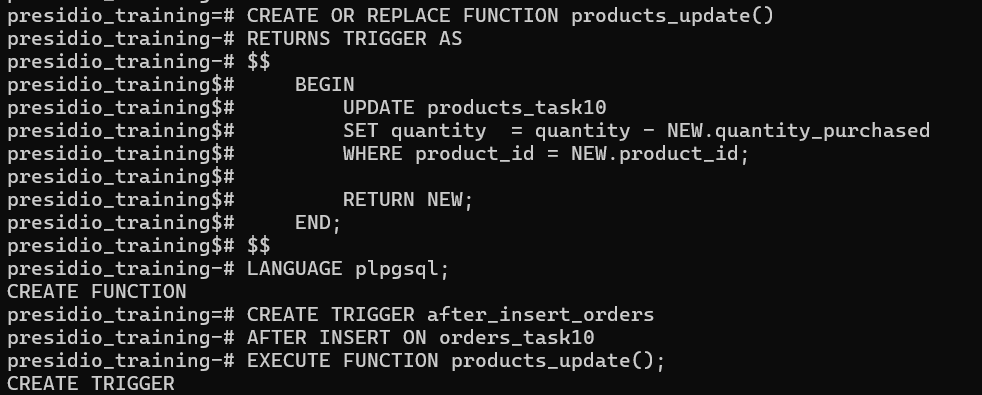 presidio_training=# CREATE OR REPLACE FUNCTION products_update()
presidio_training-# RETURNS TRIGGER AS
presidio_training-# $$
presidio_training$#     BEGIN
presidio_training$#         UPDATE products_task10
presidio_training$#         SET quantity  = quantity - NEW.quantity_purchased
presidio_training$#         WHERE product_id = NEW.product_id;
presidio_training$#
presidio_training$#         RETURN NEW;
presidio_training$#     END;
presidio_training$# $$
presidio_training-# LANGUAGE plpgsql;
CREATE FUNCTION
presidio_training=# CREATE TRIGGER after_insert_orders
presidio_training-# AFTER INSERT ON orders_task10
presidio_training-# EXECUTE FUNCTION products_update();
CREATE TRIGGER